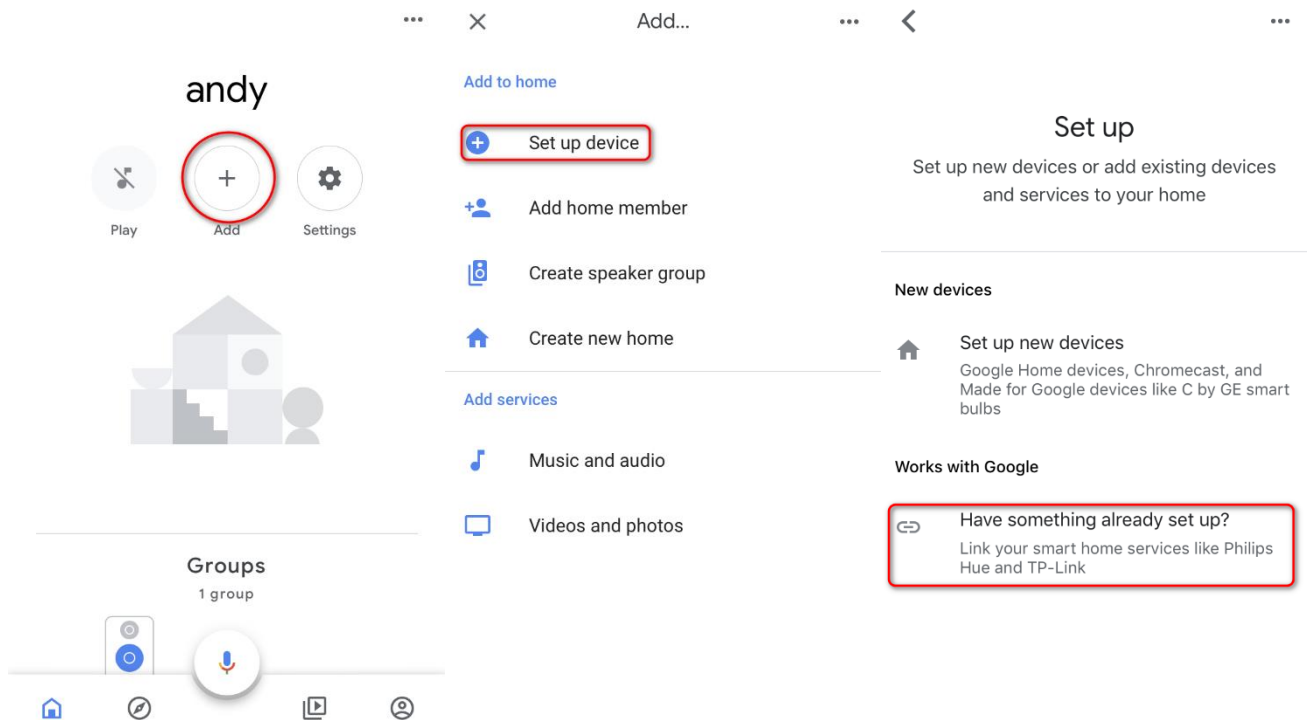 andy
Play
Add
Settings
Groups
1 group
Add...
Add to home
Set up device
Add home member
Create speaker group
Create new home
Add services
Music and audio
Videos and photos
Set up
Set up new devices or add existing devices
and services to your home
New devices
Set up new devices
Google Home devices, Chromecast, and
Made for Google devices like C by GE smart
bulbs
Works with Google
Have something already set up?
Link your smart home services like Philips
Hue and TP-Link